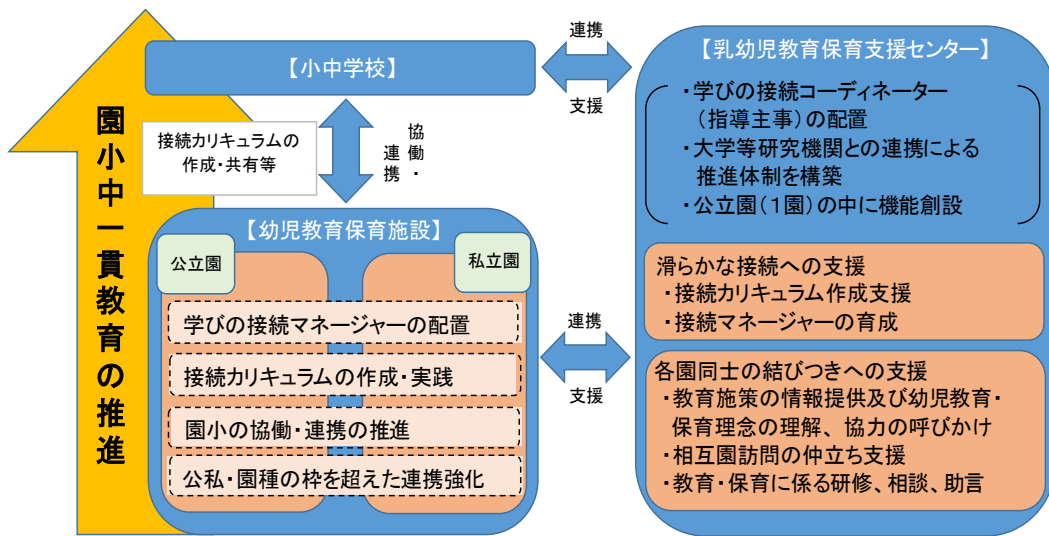 園小中一貫教育の推進
【小中学校】
接続カリキュラムの
作成・共有等
協働・
連携
【幼児教育保育施設】
公立園
私立園
学びの接続マネージャーの配置
接続カリキュラムの作成・実践
園小の協働・連携の推進
公私・園種の枠を超えた連携強化
連携
支援
連携
支援
【乳幼児教育保育支援センター】
・学びの接続コーディネーター
（指導主事）の配置
・大学等研究機関との連携による
推進体制を構築
・公立園（１園）の中に機能創設
滑らかな接続への支援
・接続カリキュラム作成支援
・接続マネージャーの育成
各園同士の結びつきへの支援
・教育施策の情報提供及び幼児教育・
保育理念の理解、協力の呼びかけ
・相互園訪問の仲立ち支援
・教育・保育に係る研修、相談、助言